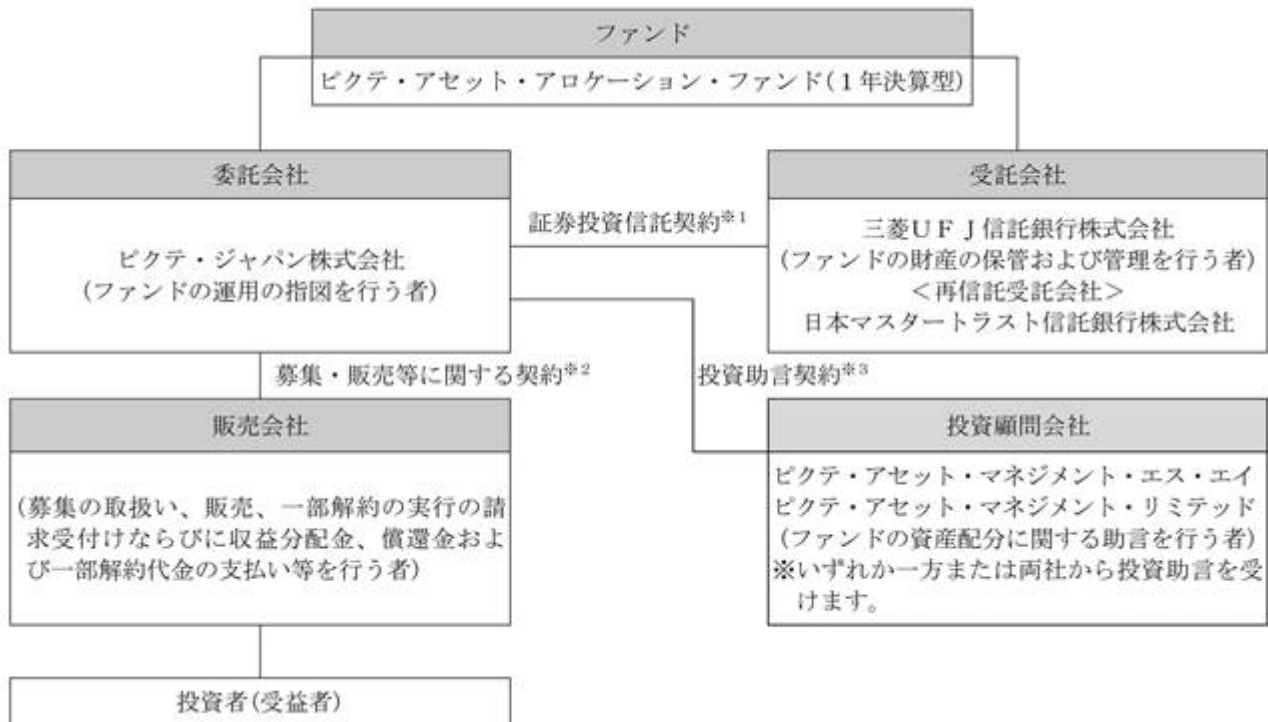 ファンド
ピクテ・アセット・アロケーション・ファンド(1年決算型)
委託会社
受託会社
ピクテ・ジャパン株式会社
(ファンドの運用の指図を行う者)
証券投資信託契約※1
三菱UFJ信託銀行株式会社
(ファンドの財産の保管および管理を行う者)
<再信託受託会社>
日本マスタートラスト信託銀行株式会社
募集・販売等に関する契約※2
投資助言契約※3
販売会社
(募集の取扱い、販売、一部解約の実行の請
求受付けならびに収益分配金、償還金およ
び一部解約代金の支払い等を行う者)
投資顧問会社
ピクテ・アセット・マネジメント・エス・エイ
ピクテ・アセット・マネジメント・リミテッド
(ファンドの資産配分に関する助言を行う者)
※いずれか一方または両社から投資助言を受
けます。
投資者(受益者)